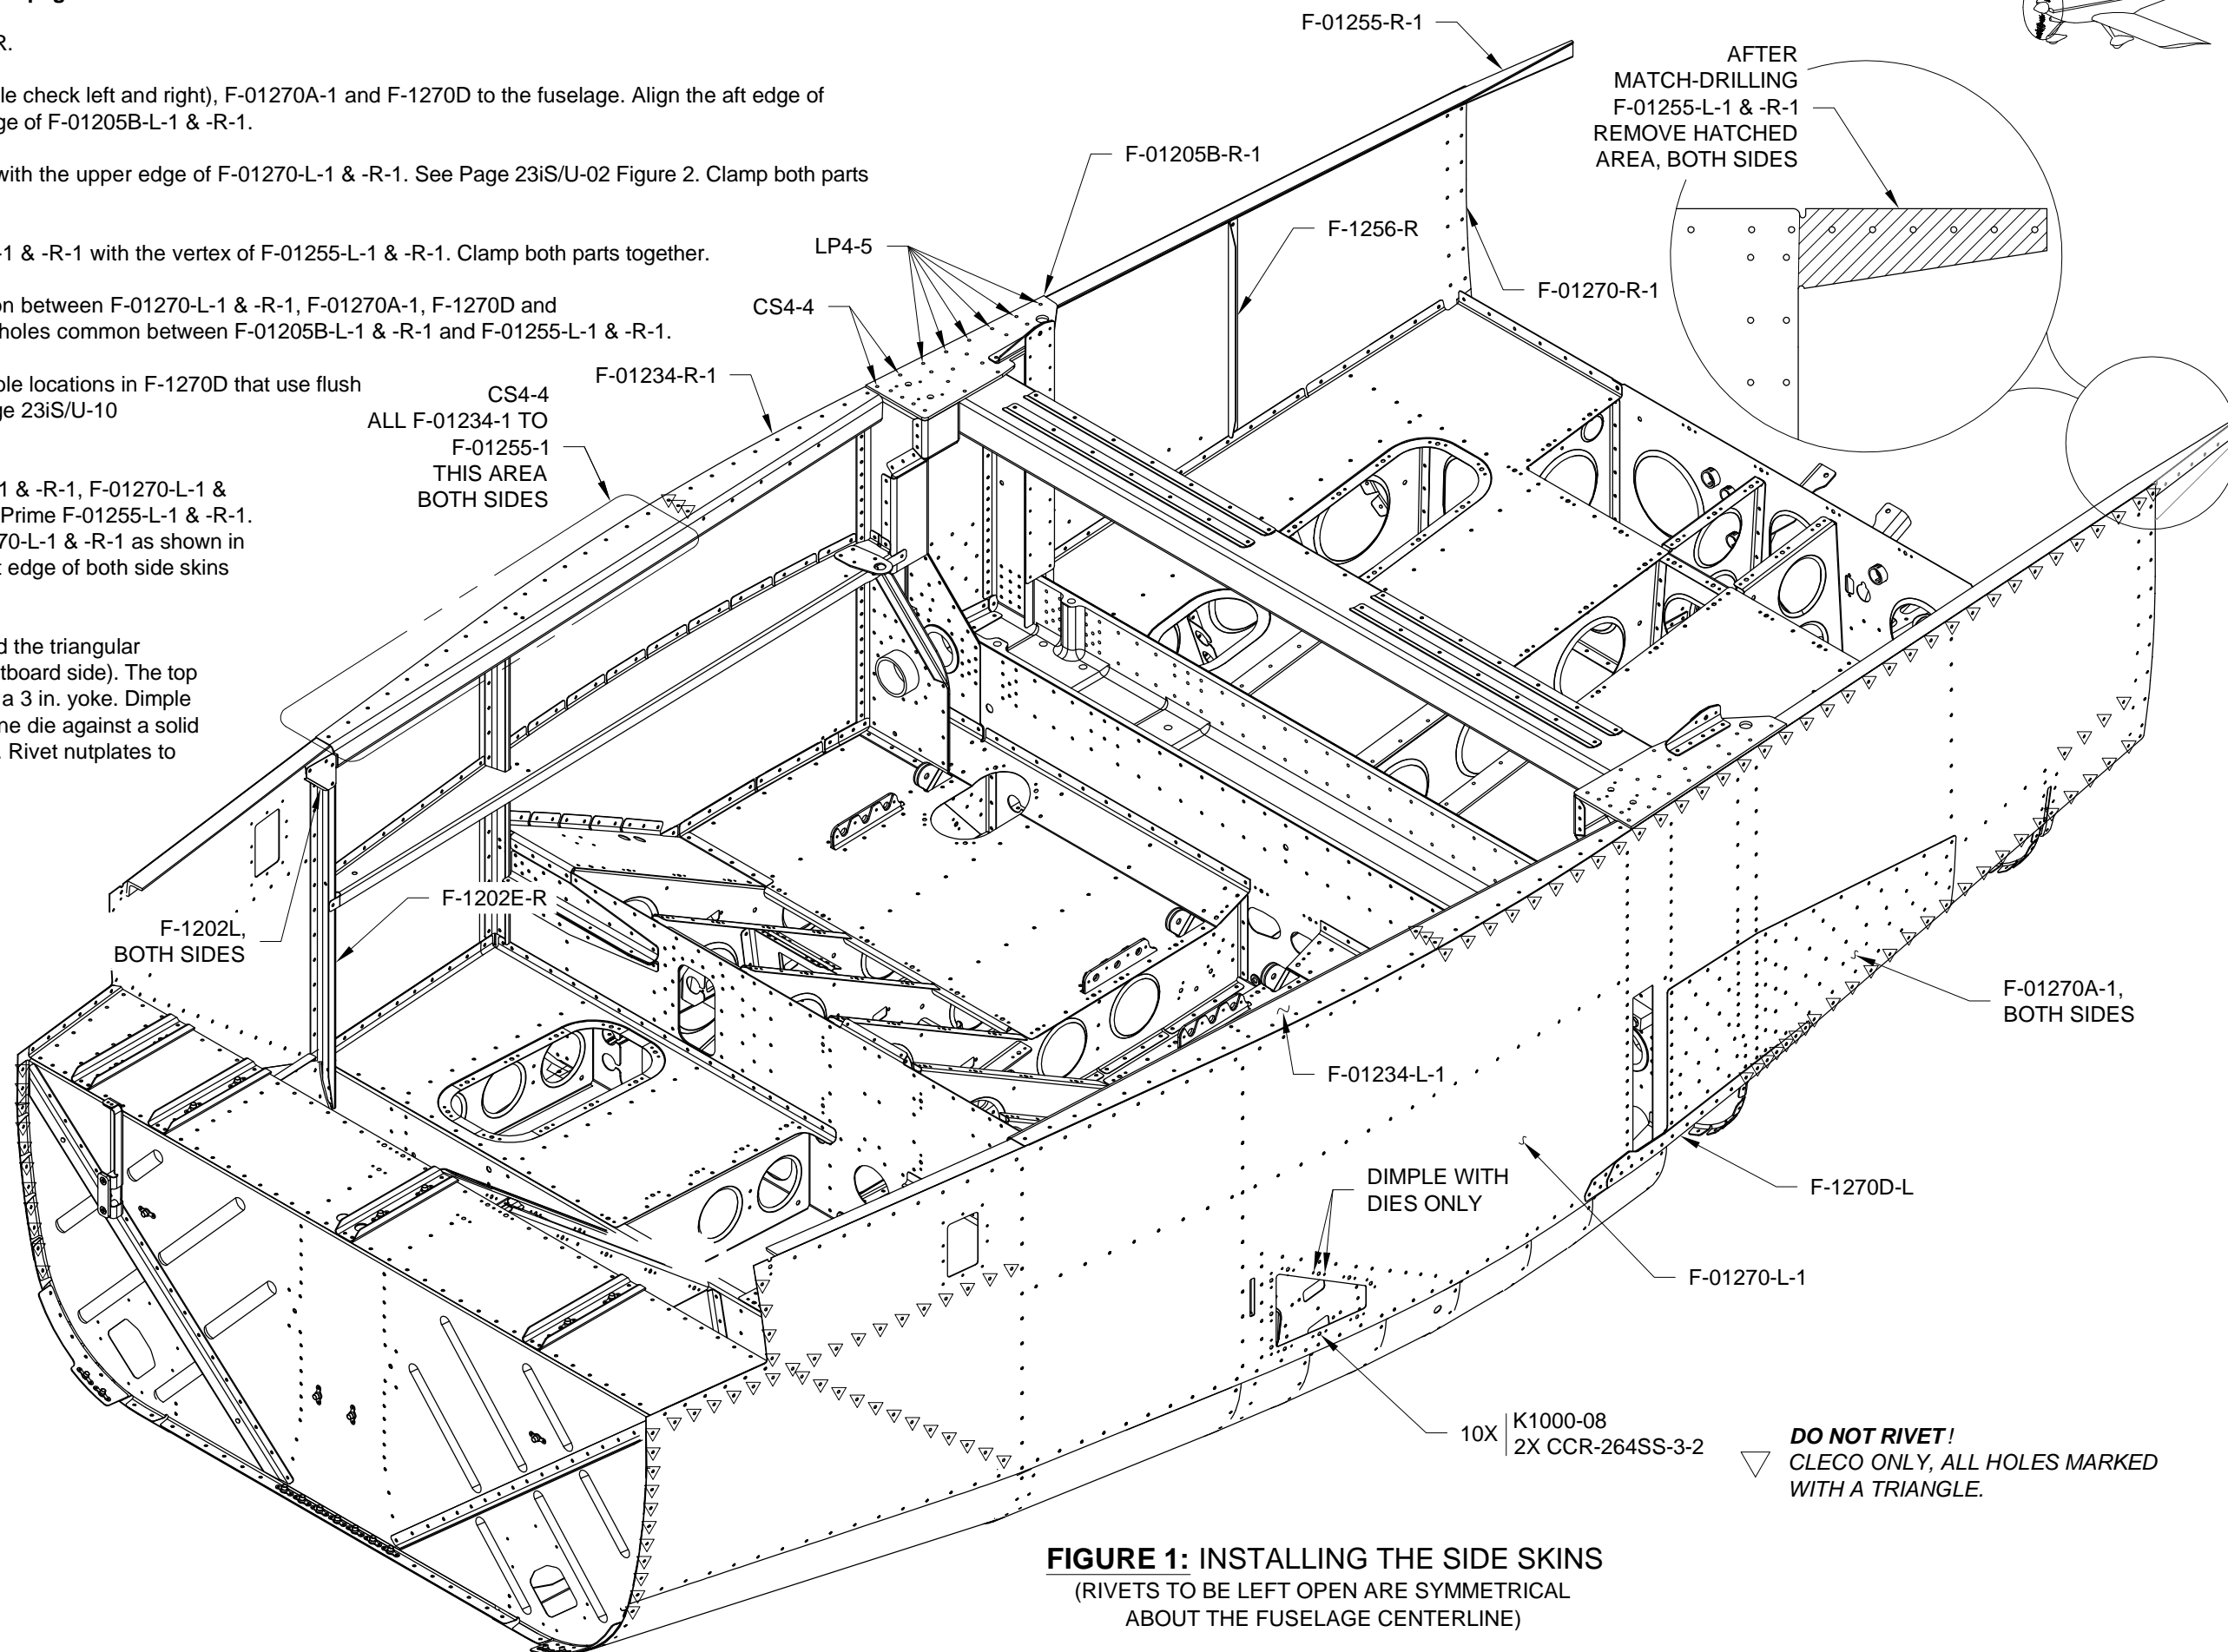 R.
le check left and right), F-01270A-1 and F-1270D to the fuselage. Align the aft edge of
ge of F-01205B-L-1 & -R-1.
with the upper edge of F-01270-L-1 & -R-1. See Page 23iS/U-02 Figure 2. Clamp both parts
-1 & -R-1 with the vertex of F-01255-L-1 & -R-1. Clamp both parts together.
on between F-01270-L-1 & -R-1, F-01270A-1, F-1270D and
holes common between F-01205B-L-1 & -R-1 and F-01255-L-1 & -R-1.
ole locations in F-1270D that use flush
ge 23iS/U-10
1 & -R-1, F-01270-L-1 &
Prime F-01255-L-1 & -R-1.
70-L-1 & -R-1 as shown in
t edge of both side skins
d the triangular
tboard side). The top
a 3 in. yoke. Dimple
ne die against a solid
. Rivet nutplates to
F-01255-R-1
AFTER
MATCH-DRILLING
F-01255-L-1 & -R-1
REMOVE HATCHED
AREA, BOTH SIDES
F-01205B-R-1
F-1256-R
LP4-5
F-01270-R-1
CS4-4
F-01234-R-1
CS4-4
ALL F-01234-1 TO
F-01255-1
THIS AREA
BOTH SIDES
F-1202E-R
F-1202L,
BOTH SIDES
F-01270A-1,
BOTH SIDES
F-01234-L-1
DIMPLE WITH
DIES ONLY
F-1270D-L
F-01270-L-1
10X K1000-08
2X CCR-264SS-3-2
DO NOT RIVET!
CLECO ONLY, ALL HOLES MARKED
WITH A TRIANGLE.
FIGURE 1: INSTALLING THE SIDE SKINS
(RIVETS TO BE LEFT OPEN ARE SYMMETRICAL
ABOUT THE FUSELAGE CENTERLINE)